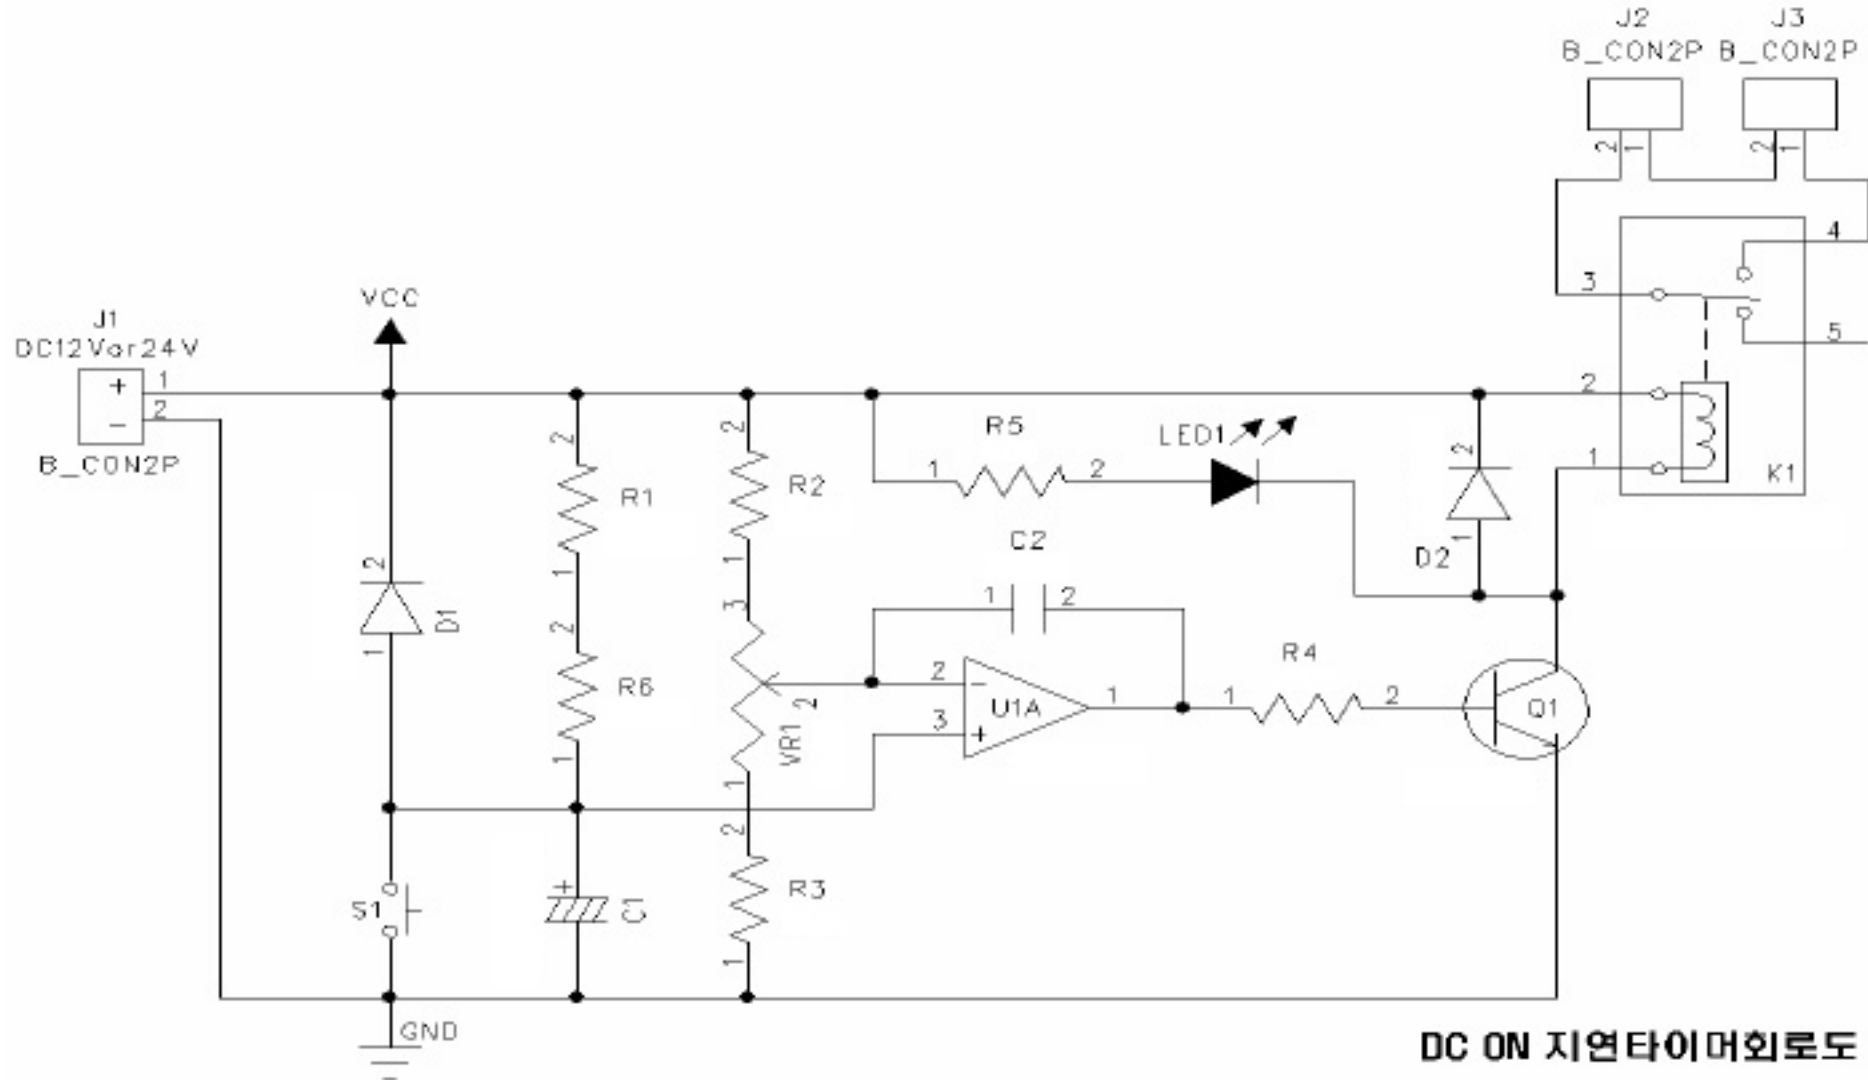 J2 J3
B_CON2P B_CON2P
2 1 2 1
4
3
VCC
J1
DC12Vor24V
5
+ 1
2
2
−
R5
LED1
2 2 2
B_CON2P
1 2 1
R1 R2 K1
C2
1 1 D2 1
2
3 1 2
D1
2
1 R4
R6 2 −
2 U1A 1 1 2 Q1
3 +
VR1
1 1
2
+
S1 C1 R3
1
GND
DC ON 지연타이머회로도